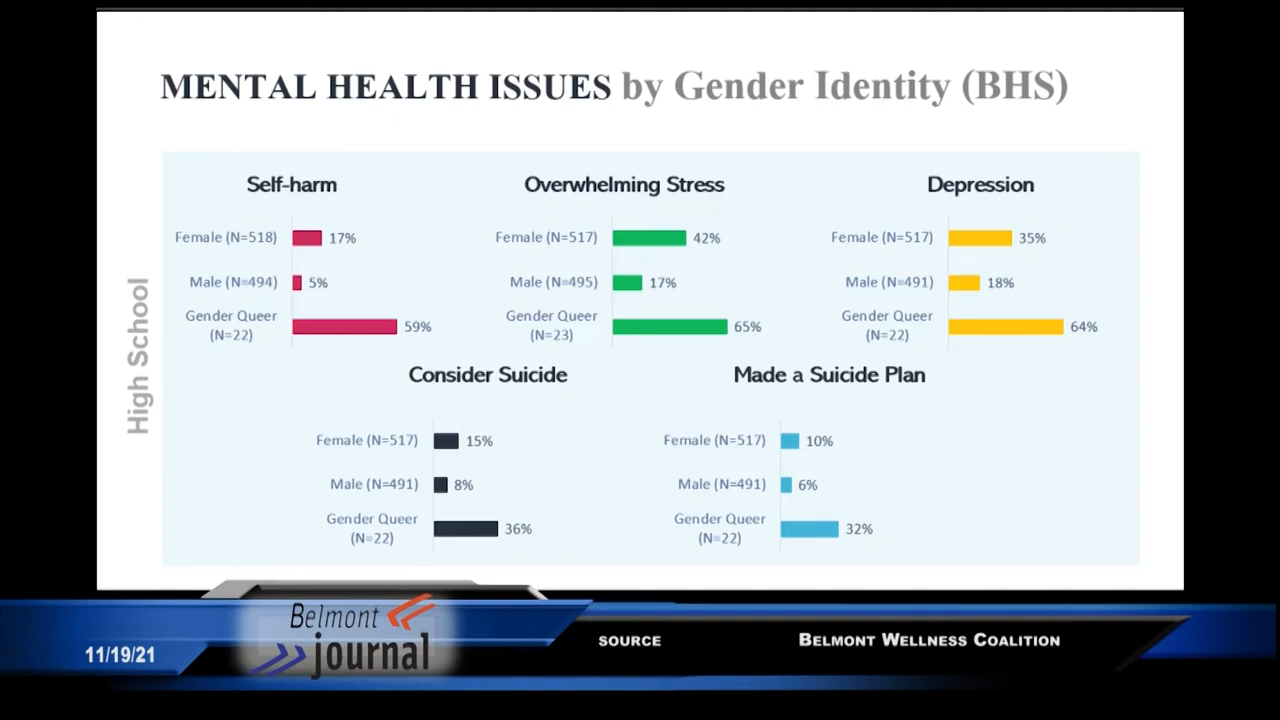 MENTAL HEALTH ISSUES by Gender Identity (BHS)
High School
Self-harm
Female (N=518) 17%
Male (N=494) 5%
Gender Queer
(N=22) 59%
Overwhelming Stress
Female (N=517) 42%
Male (N=495) 17%
Gender Queer
(N=23) 65%
Depression
Female (N=517) 35%
Male (N=491) 18%
Gender Queer
(N=22) 64%
Consider Suicide
Female (N=517) 15%
Male (N=491) 8%
Gender Queer
(N=22) 36%
Made a Suicide Plan
Female (N=517) 10%
Male (N=491) 6%
Gender Queer
(N=22) 32%
11/19/21
Belmont
journal
SOURCE
BELMONT WELLNESS COALITION